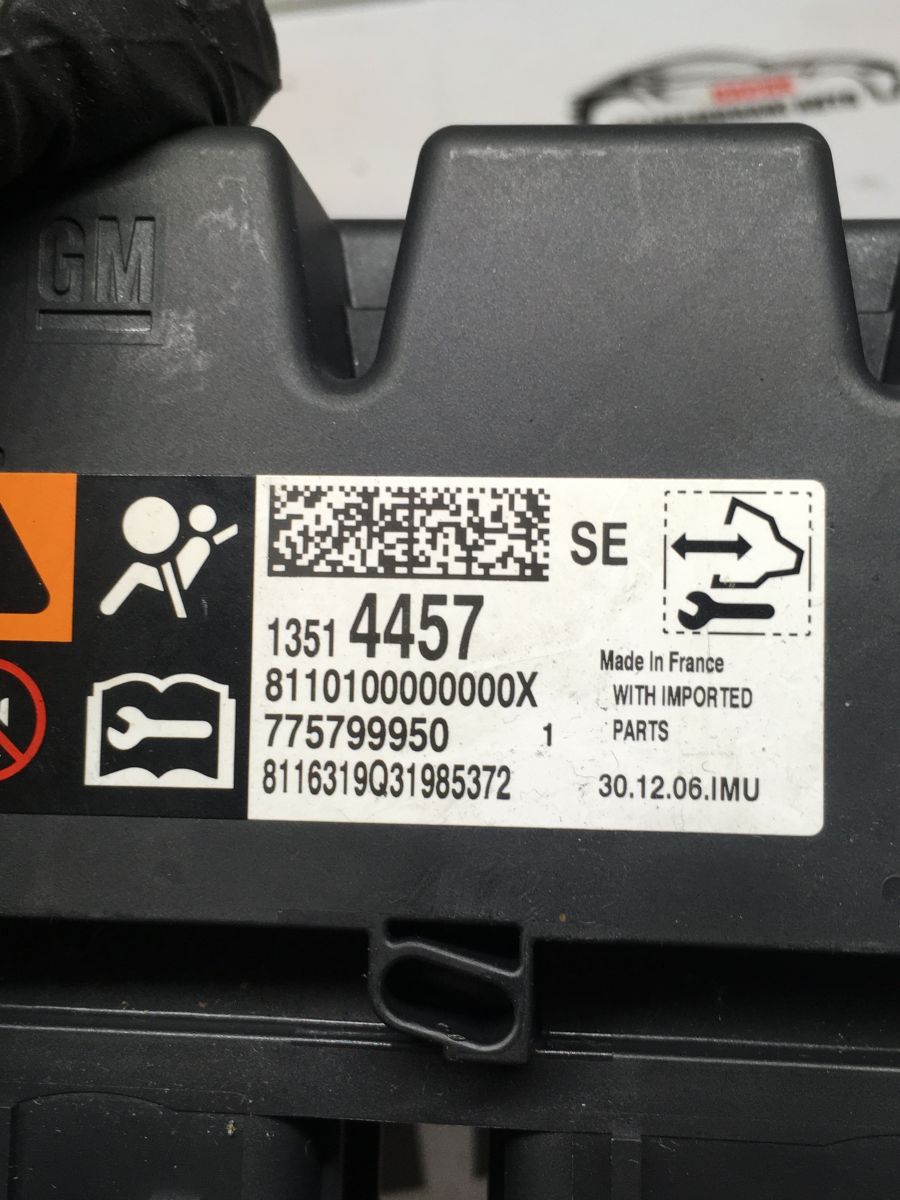 GM
SE
1351 4457
8110100000000X
775799950 1
8116319Q31985372
Made In France
WITH IMPORTED
PARTS
30.12.06.IMU